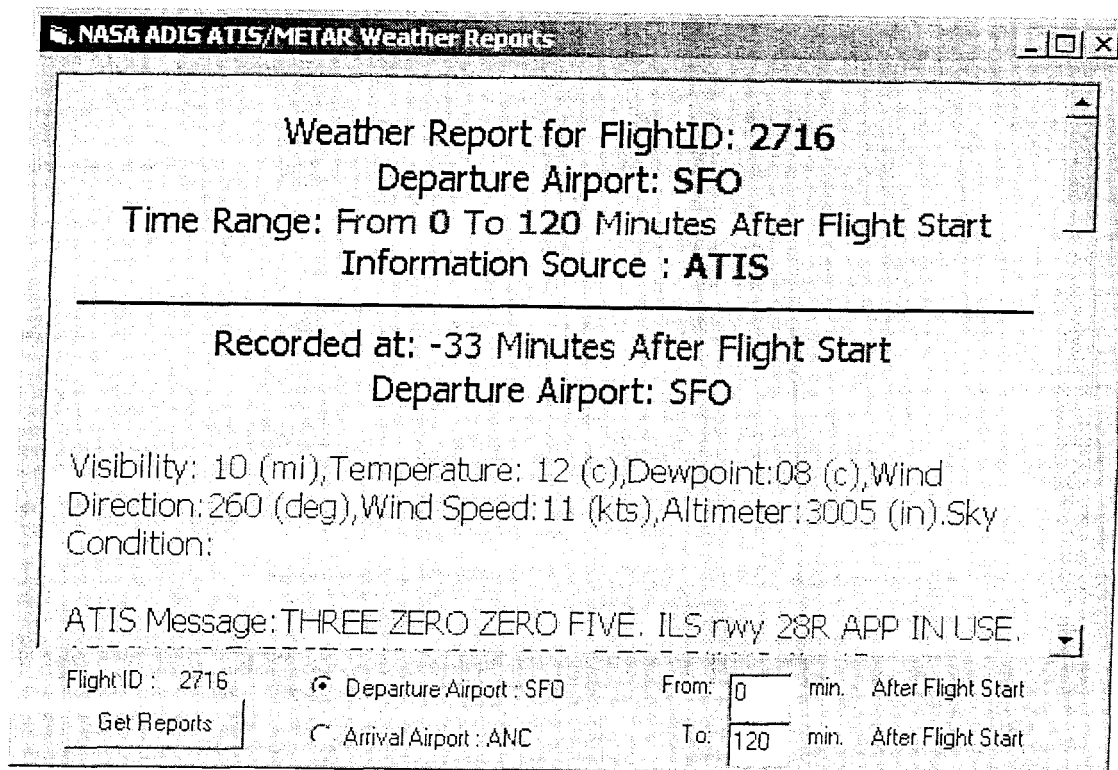 NASA ADIS ATIS/METAR Weather Reports
Weather Report for FlightID: 2716
Departure Airport: SFO
Time Range: From 0 To 120 Minutes After Flight Start
Information Source : ATIS
Recorded at: -33 Minutes After Flight Start
Departure Airport: SFO
Visibility: 10 (mi),Temperature: 12 (c),Dewpoint:08 (c),Wind
Direction:260 (deg),Wind Speed:11 (kts),Altimeter:3005 (in).Sky
Condition:
ATIS Message:THREE ZERO ZERO FIVE. ILS rwy 28R APP IN USE.
Flight ID : 2716 Departure Airport : SFO From: 0 min. After Flight Start
Get Reports Arrival Airport : ANC To: 120 min. After Flight Start